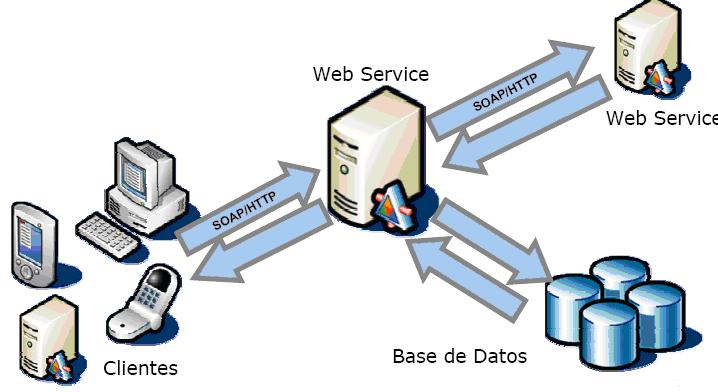 Web Service
SOAP/HTTP
Web Service
SOAP/HTTP
Base de Datos
Clientes